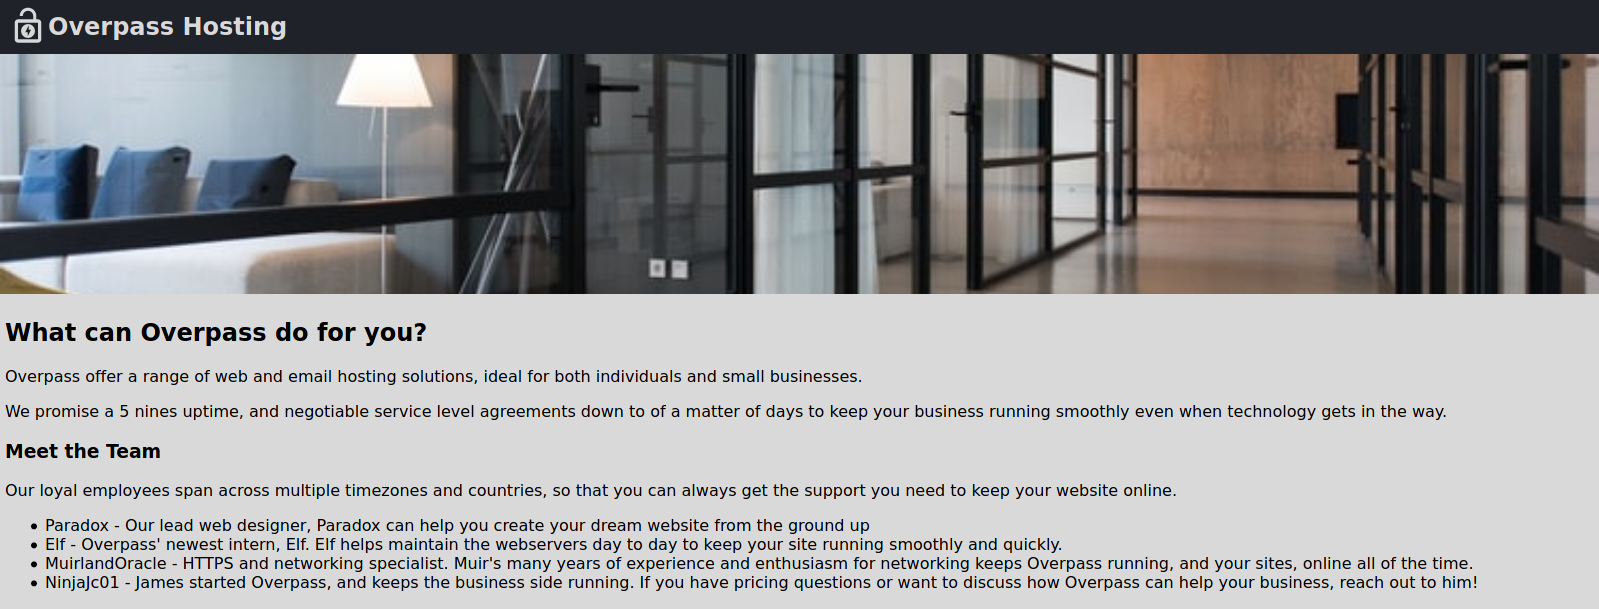 Overpass Hosting
What can Overpass do for you?
Overpass offer a range of web and email hosting solutions, ideal for both individuals and small businesses.
We promise a 5 nines uptime, and negotiable service level agreements down to of a matter of days to keep your business running smoothly even when technology gets in the way.
Meet the Team
Our loyal employees span across multiple timezones and countries, so that you can always get the support you need to keep your website online.
• Paradox - Our lead web designer, Paradox can help you create your dream website from the ground up
• Elf - Overpass' newest intern, Elf. Elf helps maintain the webservers day to day to keep your site running smoothly and quickly.
• MuirlandOracle - HTTPS and networking specialist. Muir's many years of experience and enthusiasm for networking keeps Overpass running, and your sites, online all of the time.
• NinjaJc01 - James started Overpass, and keeps the business side running. If you have pricing questions or want to discuss how Overpass can help your business, reach out to him!